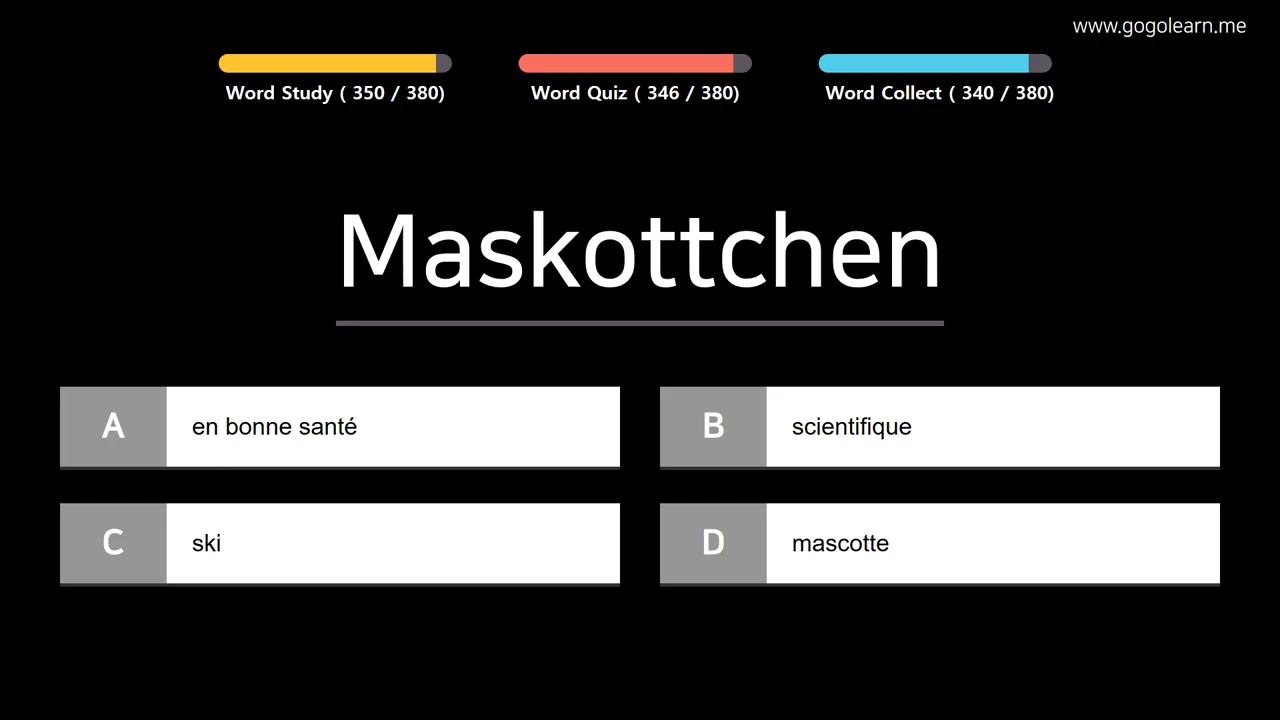 www.gogolearn.me
Word Study ( 350 / 380)
Word Quiz ( 346 / 380)
Word Collect ( 340 / 380)
Maskottchen
A
en bonne santé
B
scientifique
C
ski
D
mascotte